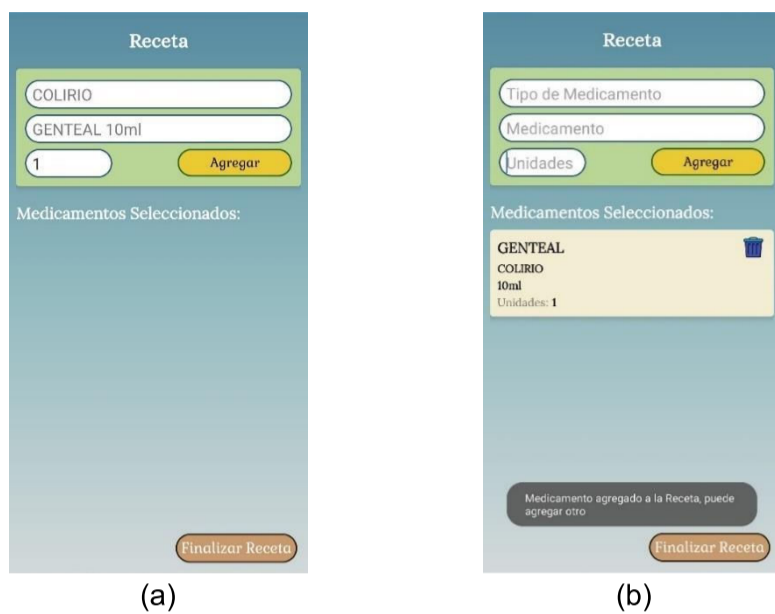 Receta
COLIRIO
GENTEAL 10ml
1
Agregar
Medicamentos Seleccionados:
Finalizar Receta
(a)
Receta
Tipo de Medicamento
Medicamento
Unidades
Agregar
Medicamentos Seleccionados:
GENTEAL
COLIRIO
10ml
Unidades: 1
Medicamento agregado a la Receta, puede
agregar otro
Finalizar Receta
(b)